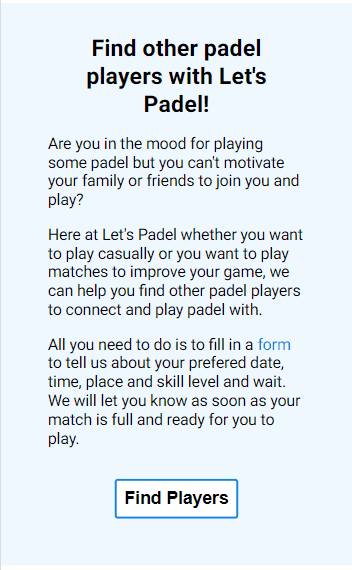 Find other padel
players with Let's
Padel!
Are you in the mood for playing
some padel but you can't motivate
your family or friends to join you and
play?
Here at Let's Padel whether you want
to play casually or you want to play
matches to improve your game, we
can help you find other padel players
to connect and play padel with.
All you need to do is to fill in a form
to tell us about your prefered date,
time, place and skill level and wait.
We will let you know as soon as your
match is full and ready for you to
play.
Find Players